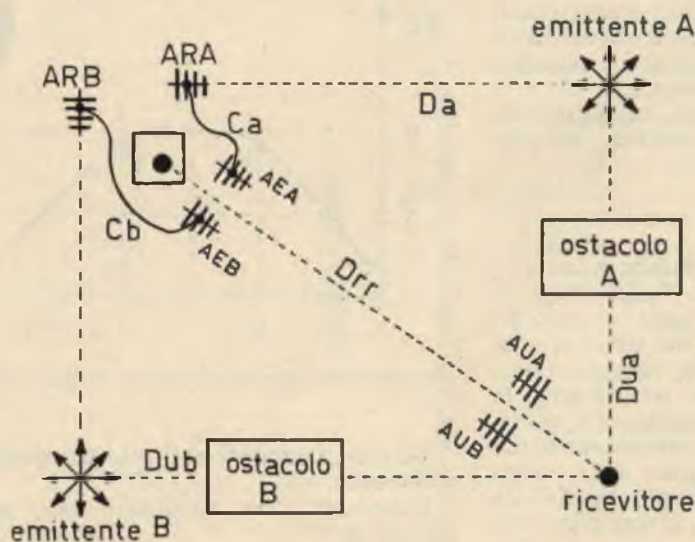 emittente A
ARA
ARB
Da
Ca
AEA
Cb
AEB
ostacolo
A
Drr
AUA
Dua
AUB
Dub
ostacolo
B
ricevitore
emittente B